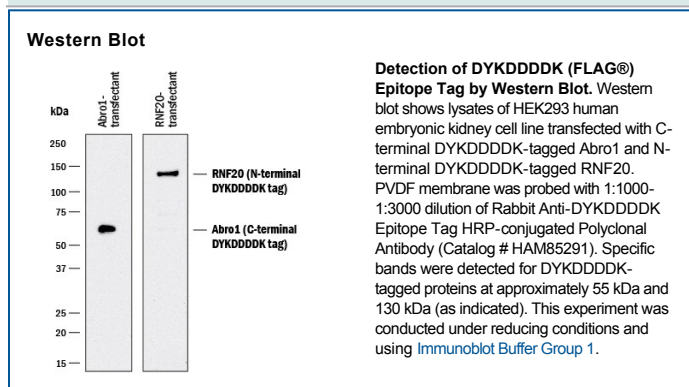 Western Blot
Abro1-
transfectant
RNF20-
transfectant
kDa
250
150
100
75
50
37
25
20
15
RNF20 (N-terminal
DYKDDDDK tag)
Abro1 (C-terminal
DYKDDDDK tag)
Detection of DYKDDDDK (FLAG®)
Epitope Tag by Western Blot. Western
blot shows lysates of HEK293 human
embryonic kidney cell line transfected with C-
terminal DYKDDDDK-tagged Abro1 and N-
terminal DYKDDDDK-tagged RNF20.
PVDF membrane was probed with 1:1000-
1:3000 dilution of Rabbit Anti-DYKDDDDK
Epitope Tag HRP-conjugated Polyclonal
Antibody (Catalog # HAM85291). Specific
bands were detected for DYKDDDDK-
tagged proteins at approximately 55 kDa and
130 kDa (as indicated). This experiment was
conducted under reducing conditions and
using Immunoblot Buffer Group 1.